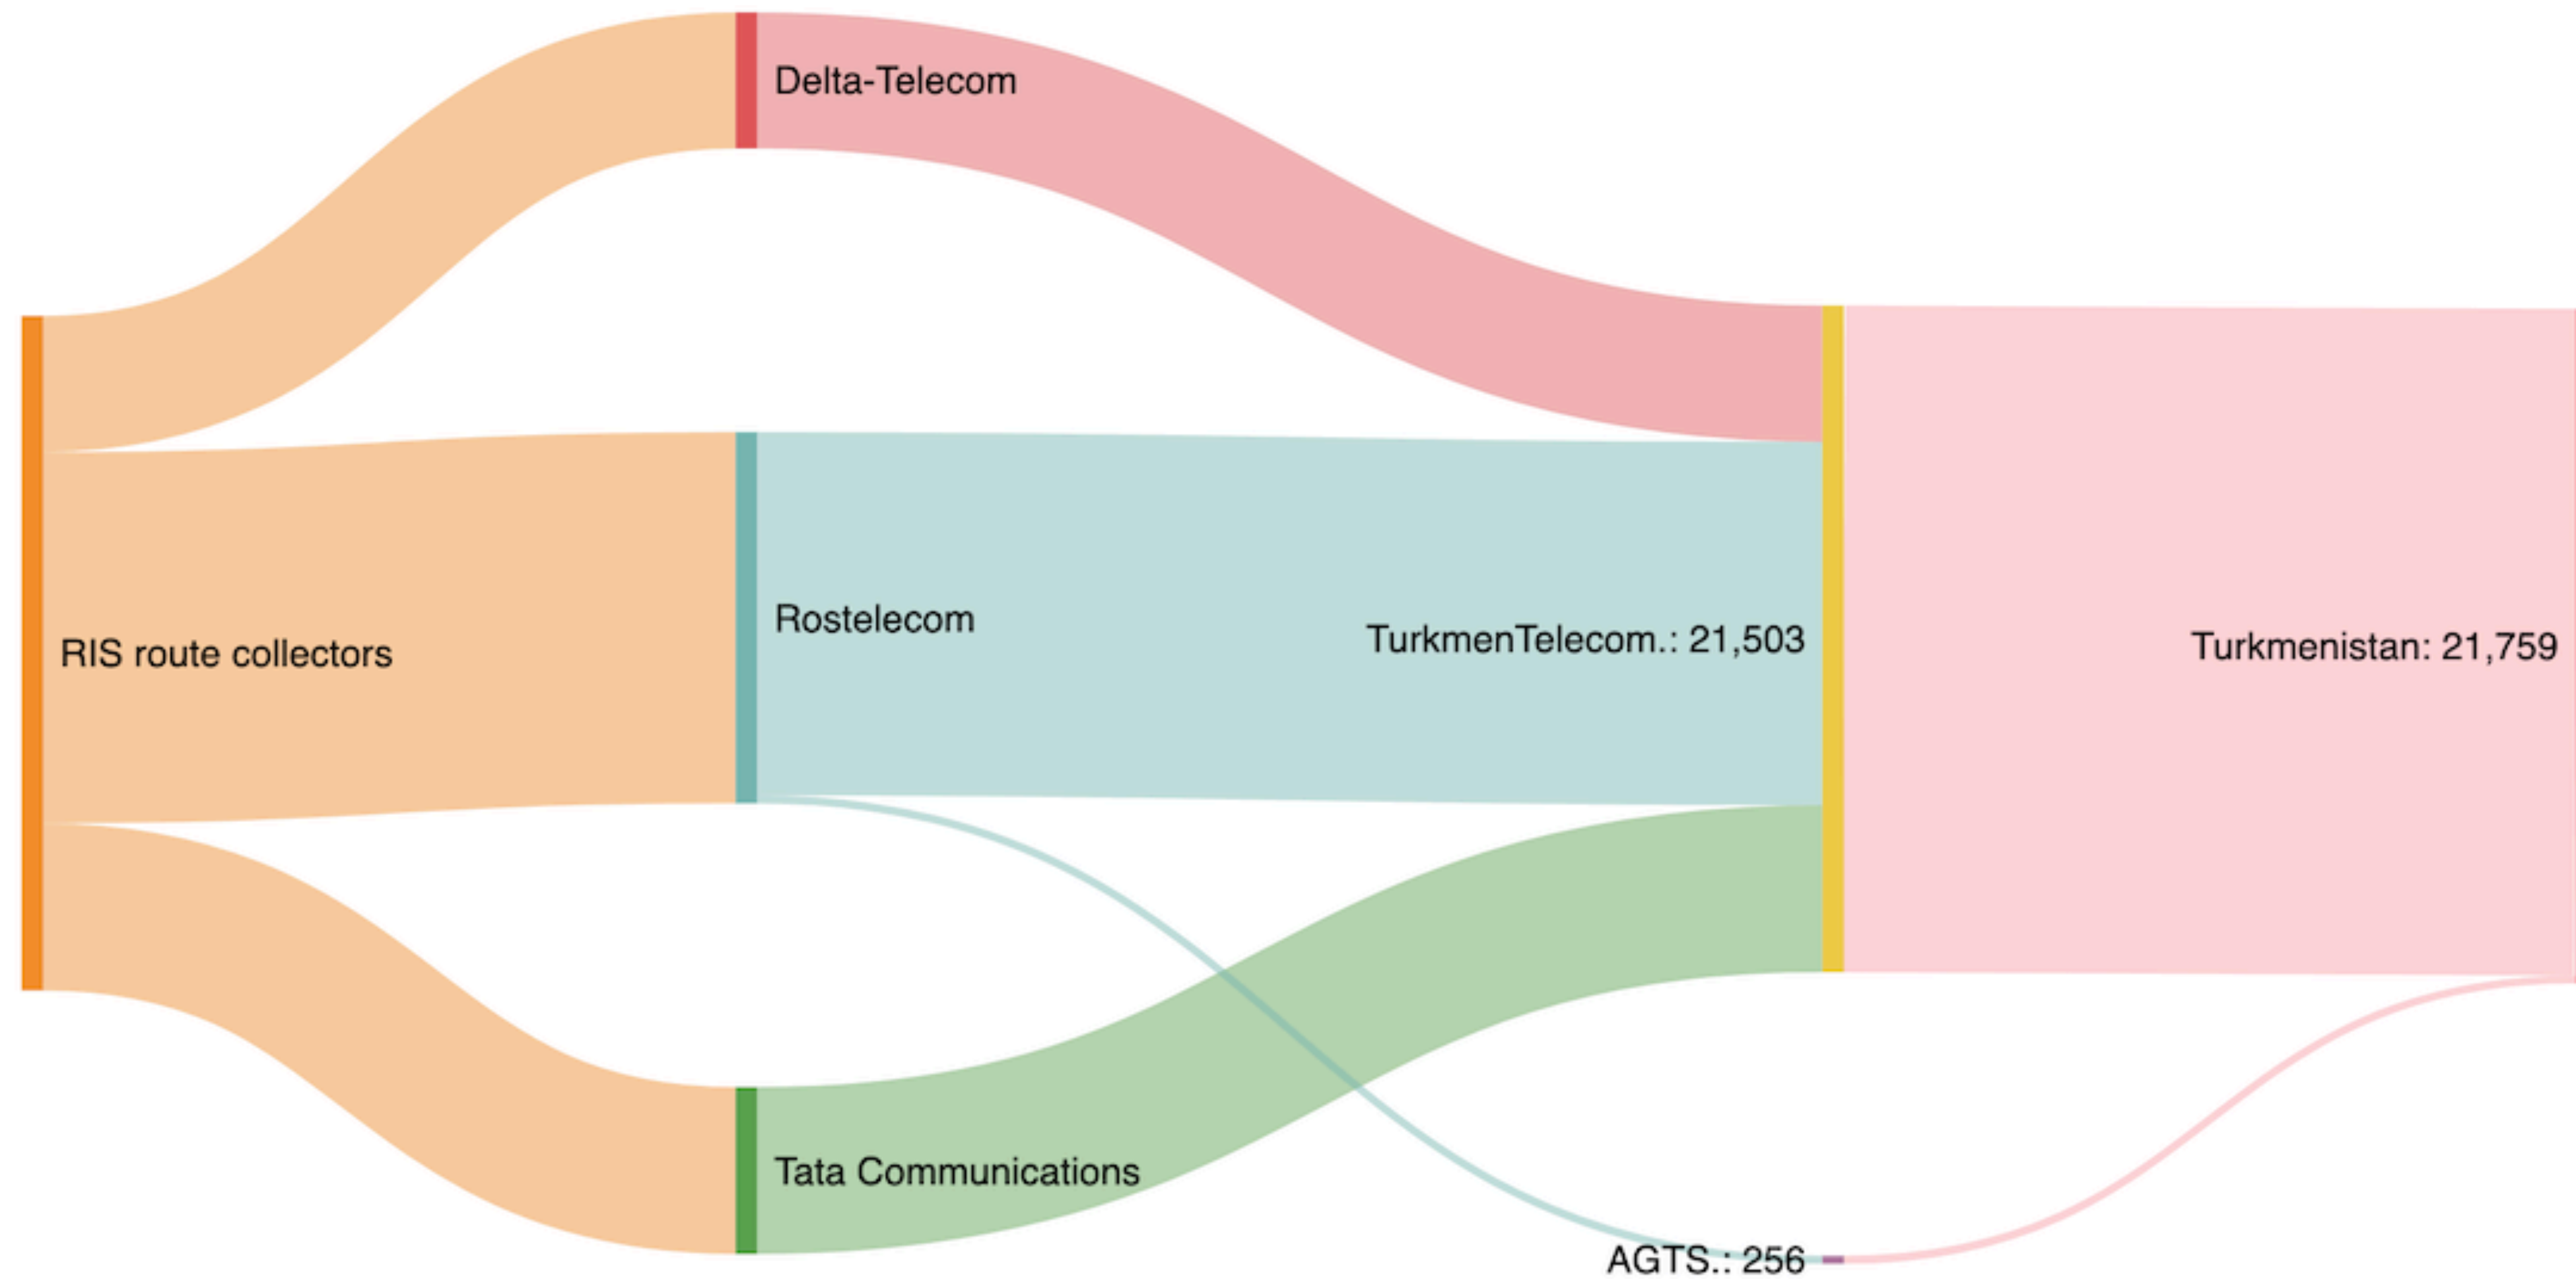 Delta-Telecom
RIS route collectors
Rostelecom
TurkmenTelecom.: 21,503
Turkmenistan: 21,759
Tata Communications
AGTS.: 256